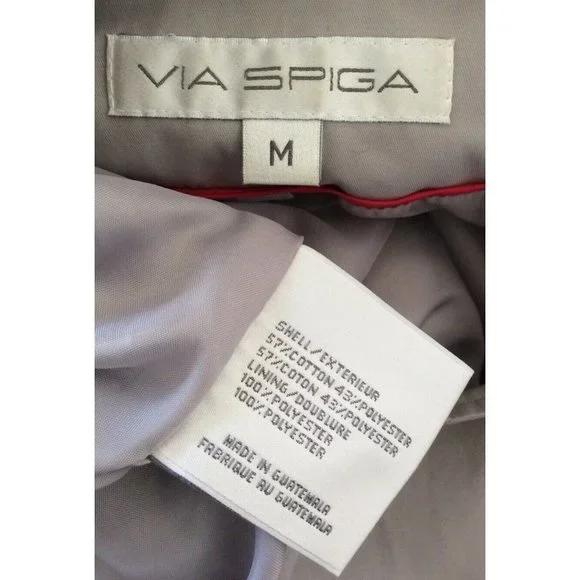 VIA SPIGA
M
SHELL/EXTERIEUR
57%COTTON 43%POLYESTER
57%COTON 43%POLYESTER
LINING/DOUBLURE
100%POLYESTER
100%POLYESTER
MADE IN GUATEMALA
FABRIQUE AU GUATEMALA